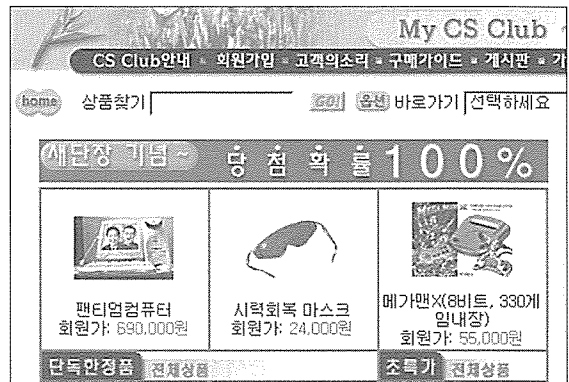 My CS Club
CS Club안내 회원가입 고객의소리 구매가이드 게시판
home 상품찾기 GO! 옵션 바로가기 선택하세요
새단장 기념 ~ 당첨확률 100%
팬티엄컴퓨터
회원가: 690,000원
시력회복 마스크
회원가: 24,000원
메가맨X(8비트, 330게
임내장)
회원가: 55,000원
단독한정품 전체상품
초특가 전체상품